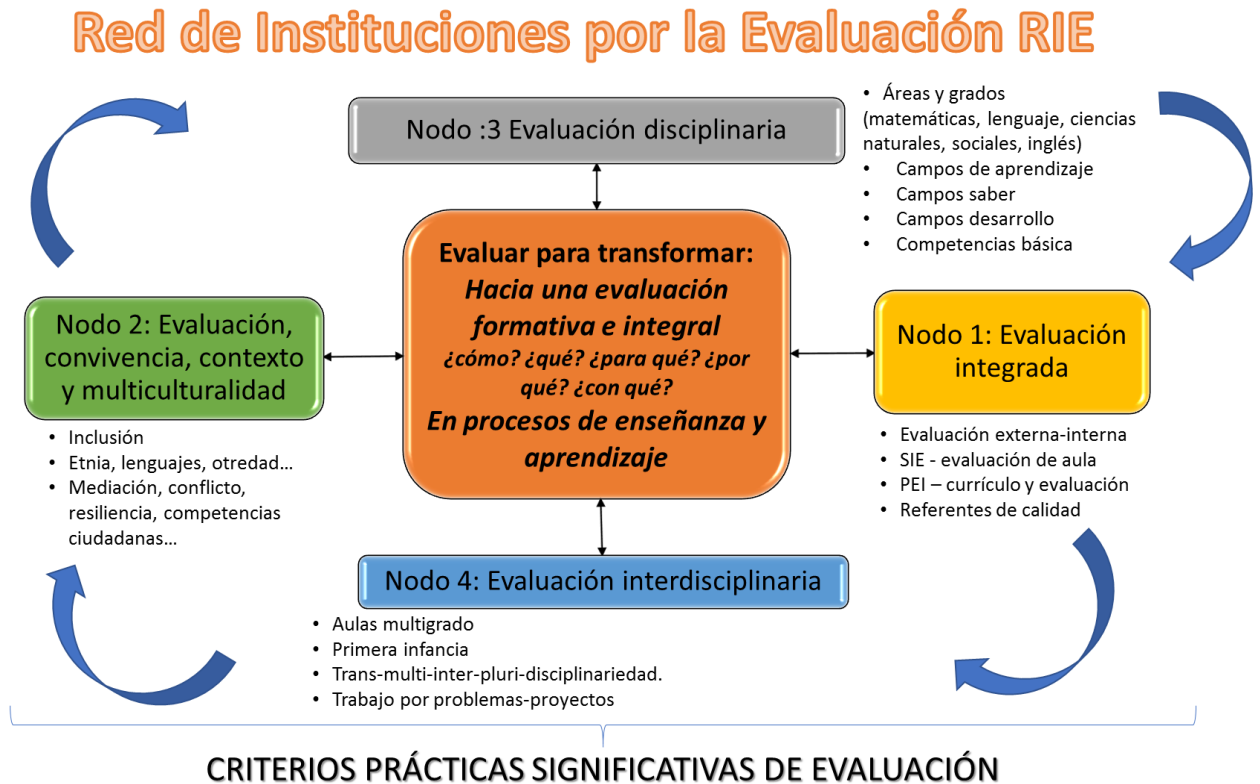 Red de Instituciones por la Evaluación RIE
Nodo :3 Evaluación disciplinaria
• Áreas y grados
(matemáticas, lenguaje, ciencias
naturales, sociales, inglés)
• Campos de aprendizaje
• Campos saber
• Campos desarrollo
• Competencias básica
Evaluar para transformar:
Hacia una evaluación
formativa e integral
¿cómo? ¿qué? ¿para qué? ¿por
qué? ¿con qué?
En procesos de enseñanza y
aprendizaje
Nodo 2: Evaluación,
convivencia, contexto
y multiculturalidad
• Inclusión
• Etnia, lenguajes, otredad...
• Mediación, conflicto,
resiliencia, competencias
ciudadanas...
Nodo 1: Evaluación
integrada
• Evaluación externa-interna
• SIE - evaluación de aula
• PEI – currículo y evaluación
• Referentes de calidad
Nodo 4: Evaluación interdisciplinaria
• Aulas multigrado
• Primera infancia
• Trans-multi-inter-pluri-disciplinariedad.
• Trabajo por problemas-proyectos
CRITERIOS PRÁCTICAS SIGNIFICATIVAS DE EVALUACIÓN